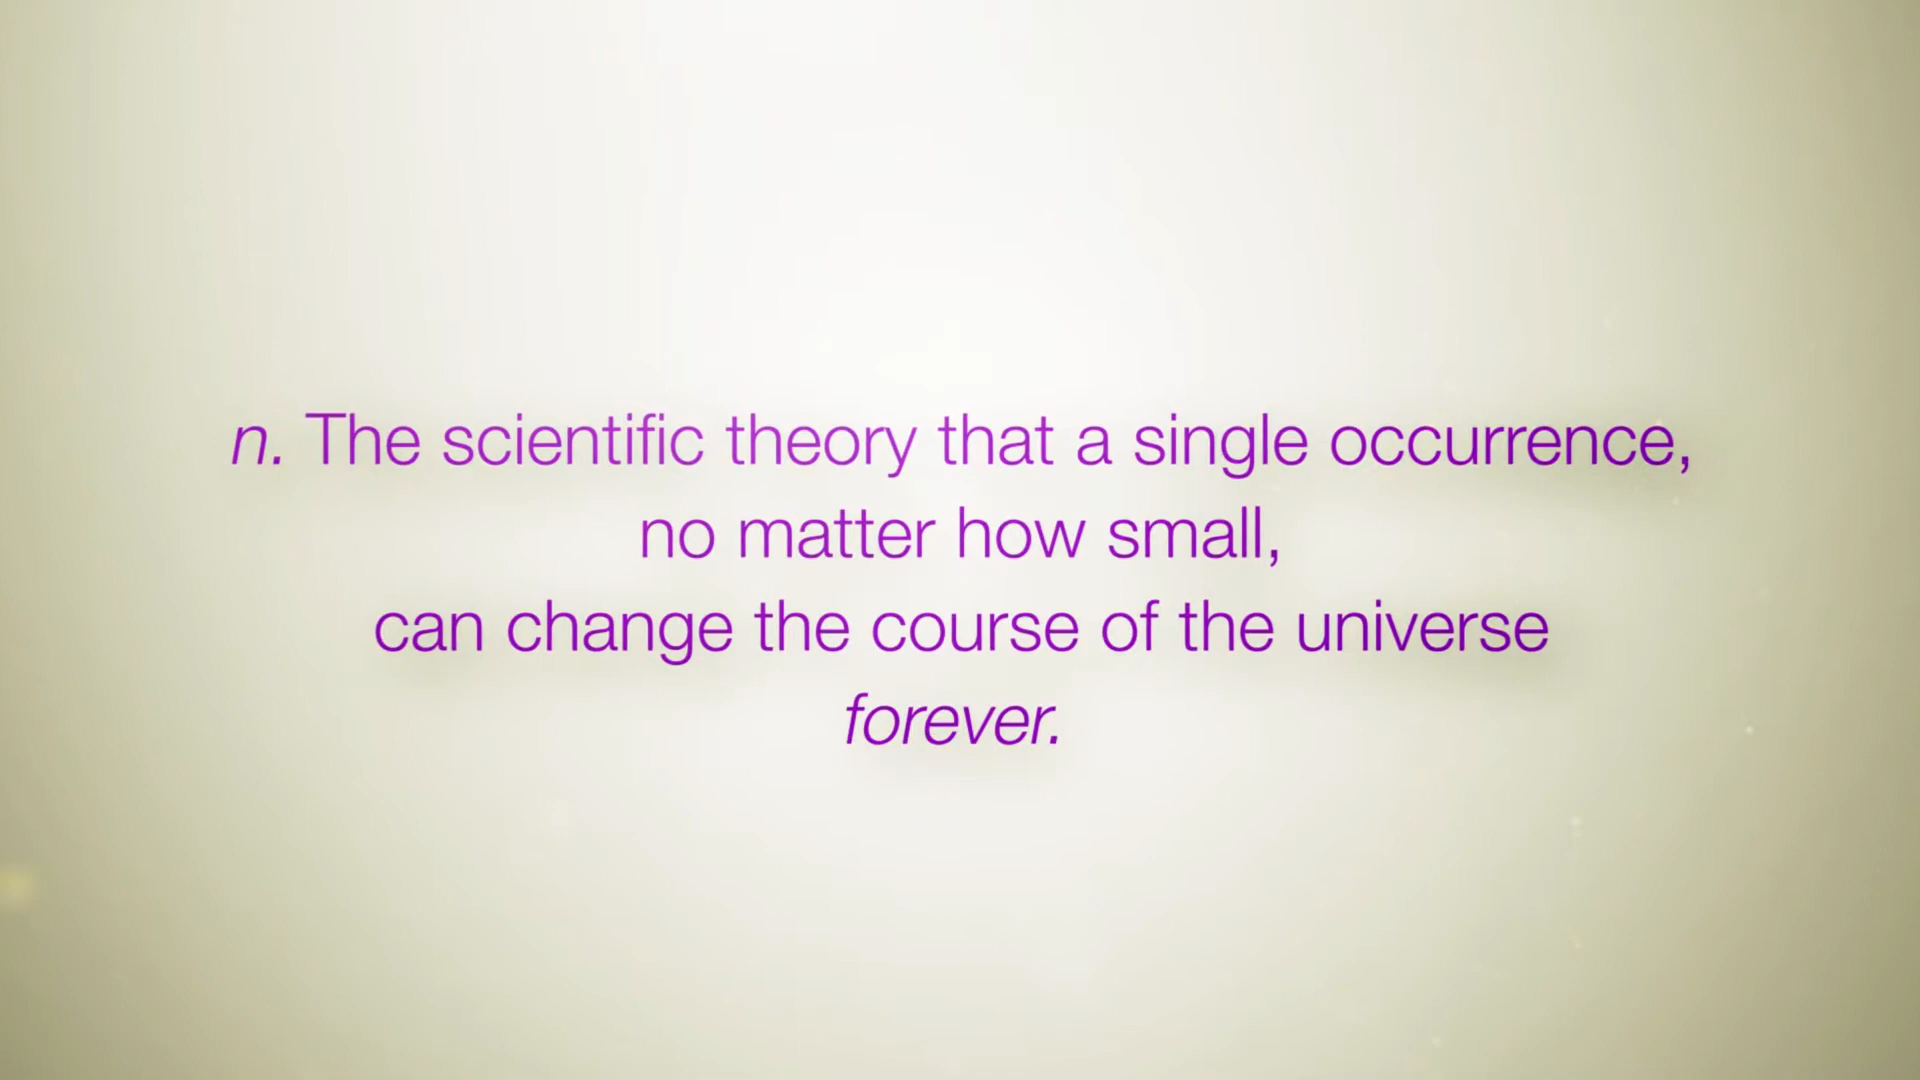 n. The scientific theory that a single occurrence,
no matter how small,
can change the course of the universe
forever.